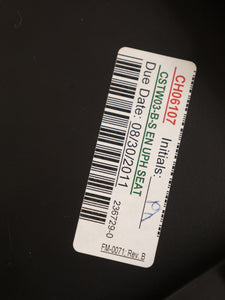 CH06107 Initials:
CSTW03-B-S EN UPH SEAT
Due Date: 08/30/2011
236729-0
FM-0071: Rev. B